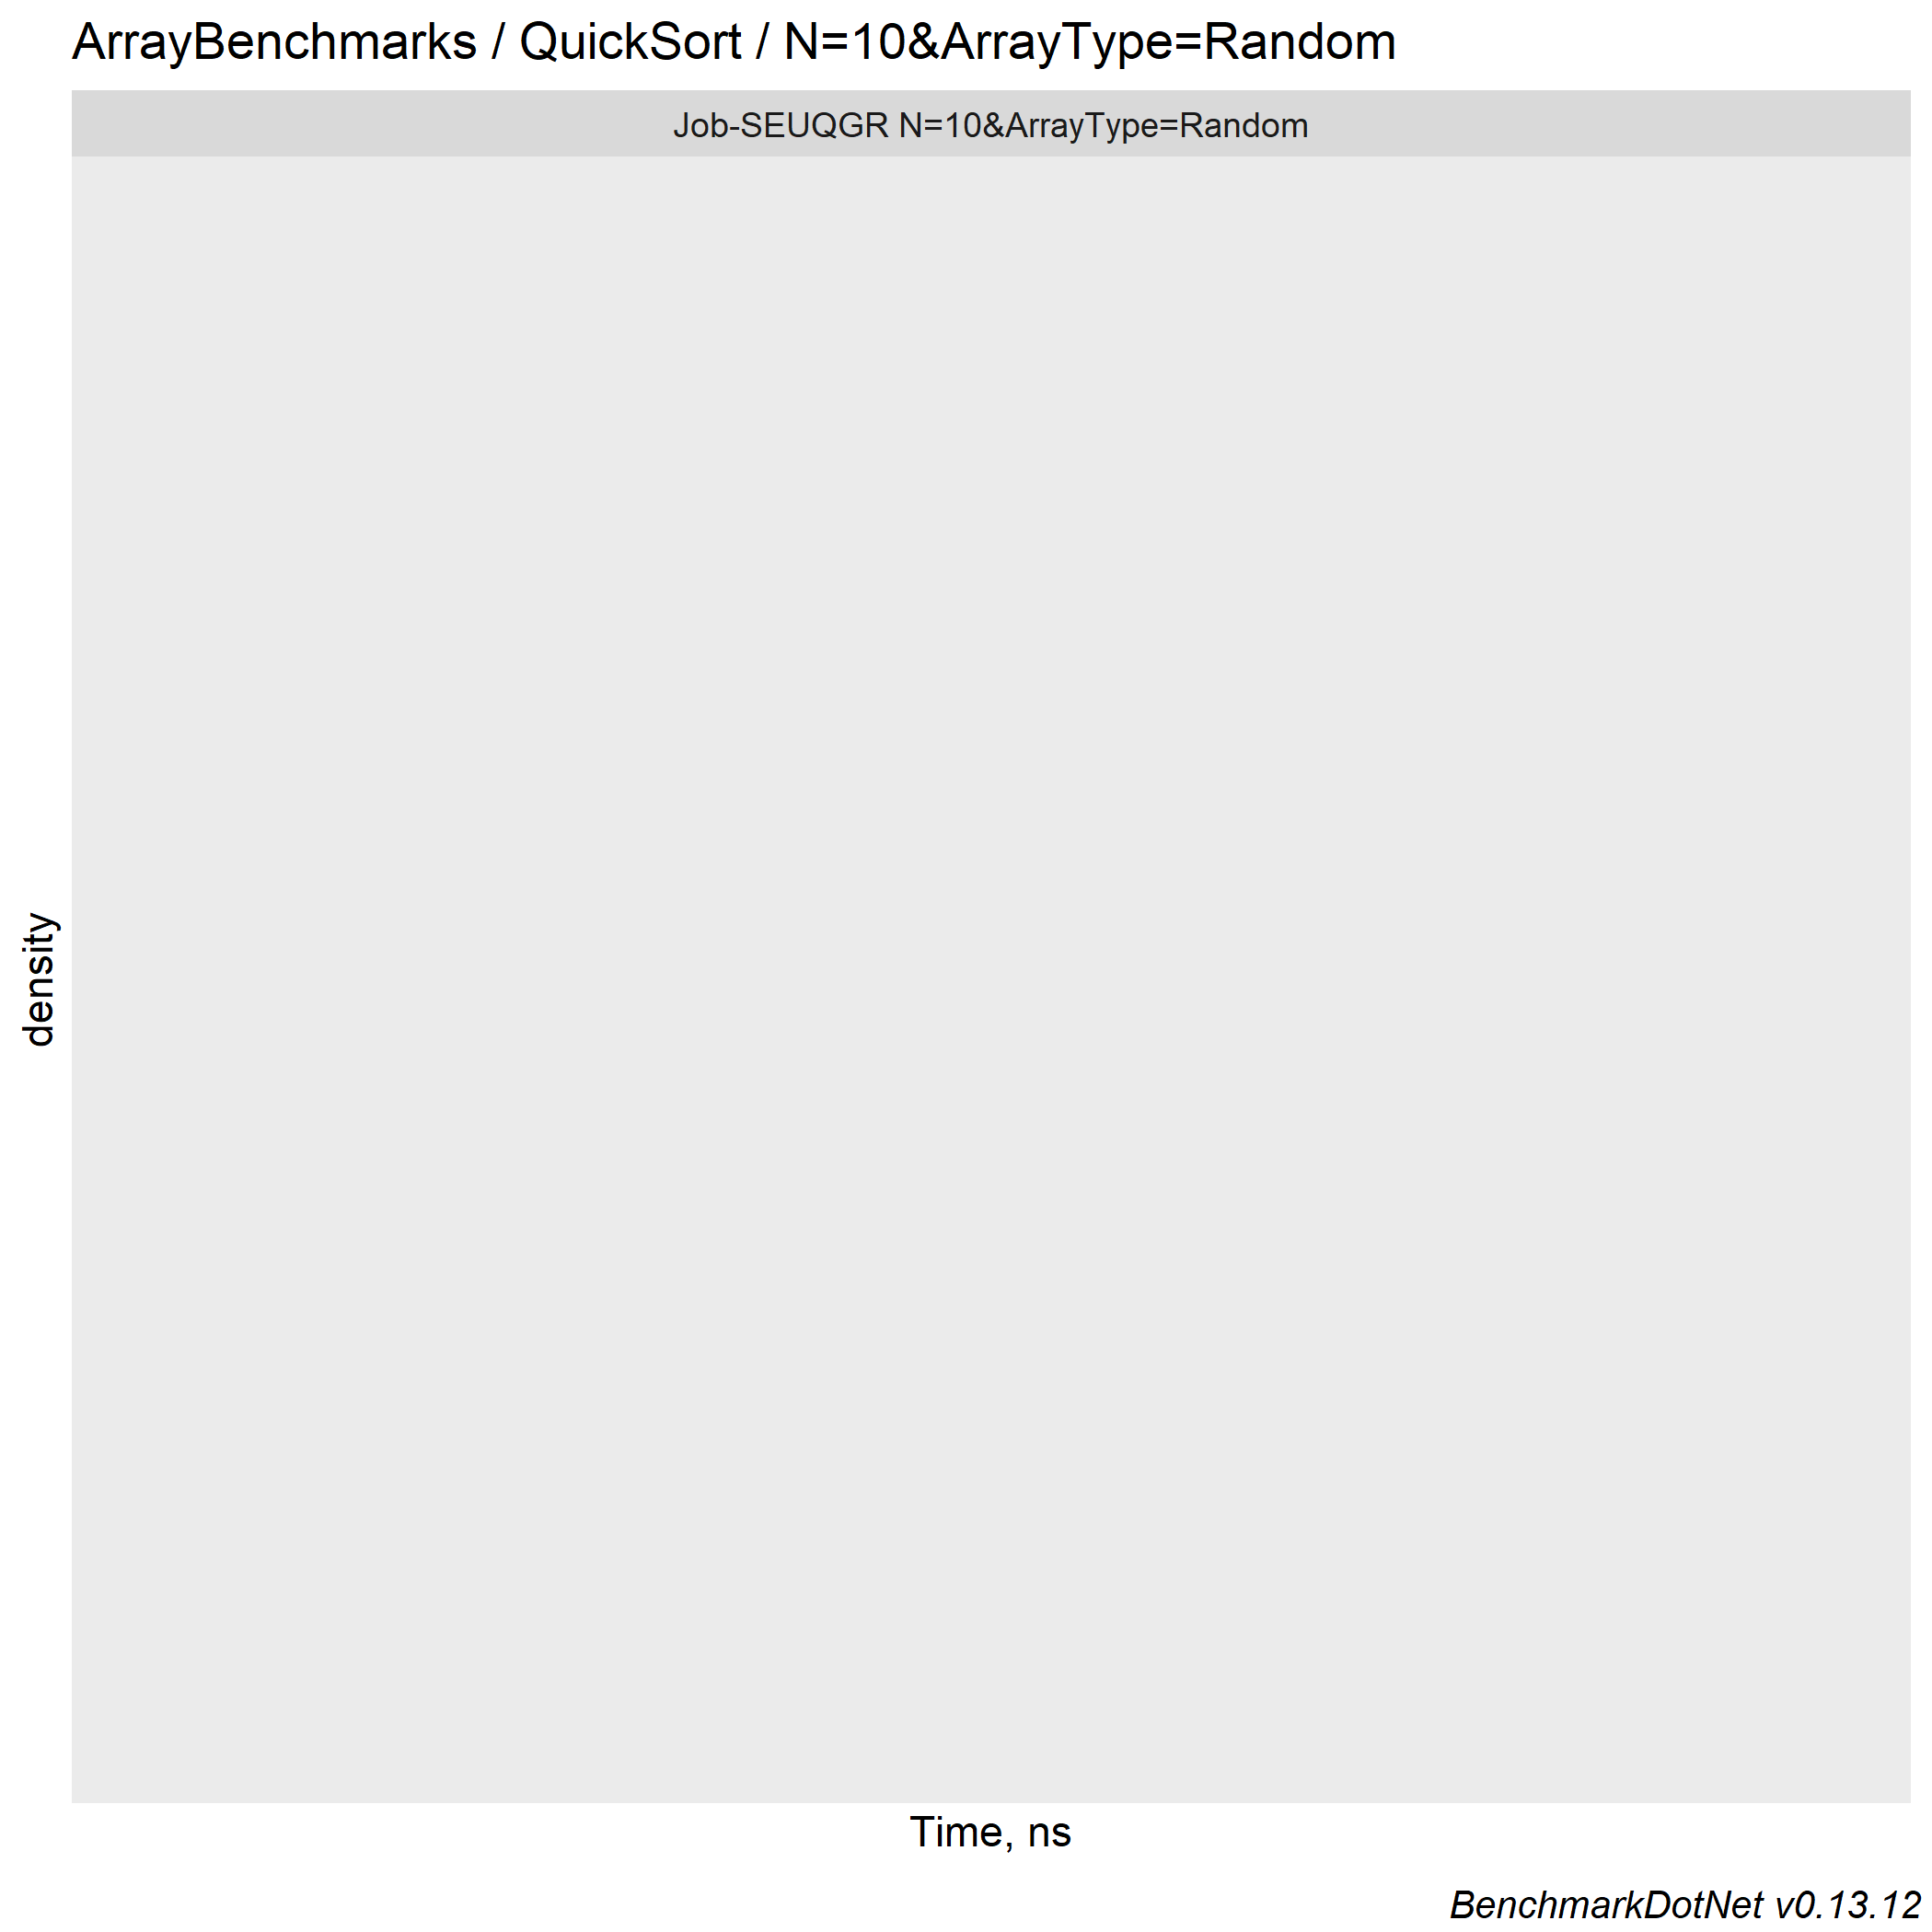 ArrayBenchmarks / QuickSort / N=10&ArrayType=Random
Job-SEUQGR N=10&ArrayType=Random
density
Time, ns
BenchmarkDotNet v0.13.12